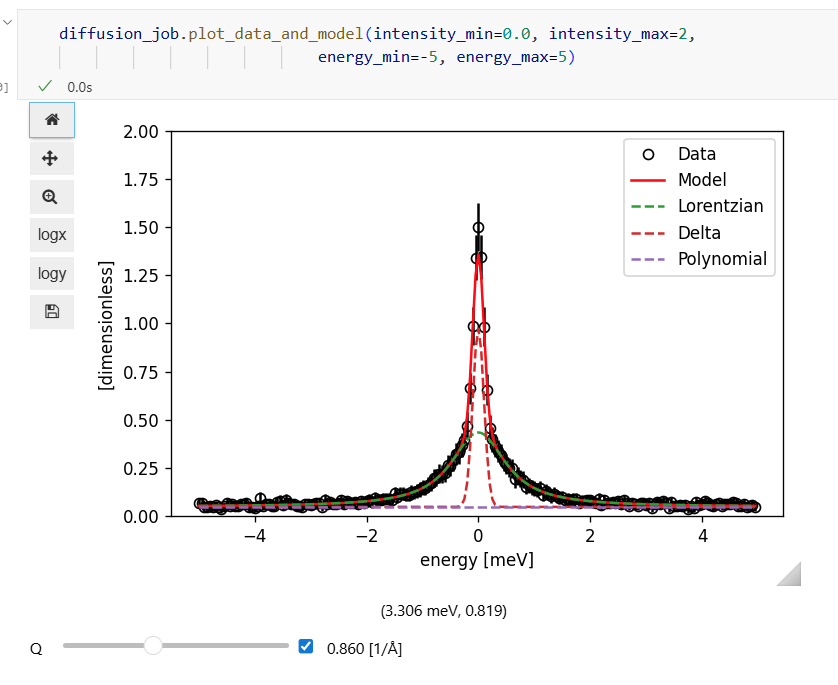 diffusion_job.plot_data_and_model(intensity_min=0.0, intensity_max=2,
energy_min=-5, energy_max=5)
0.0s
logx
logy
2.00
1.75
1.50
1.25
1.00
0.75
0.50
0.25
0.00
[dimensionless]
Data
Model
Lorentzian
Delta
Polynomial
−4
−2
0
2
4
energy [meV]
(3.306 meV, 0.819)
Q
0.860 [1/Å]